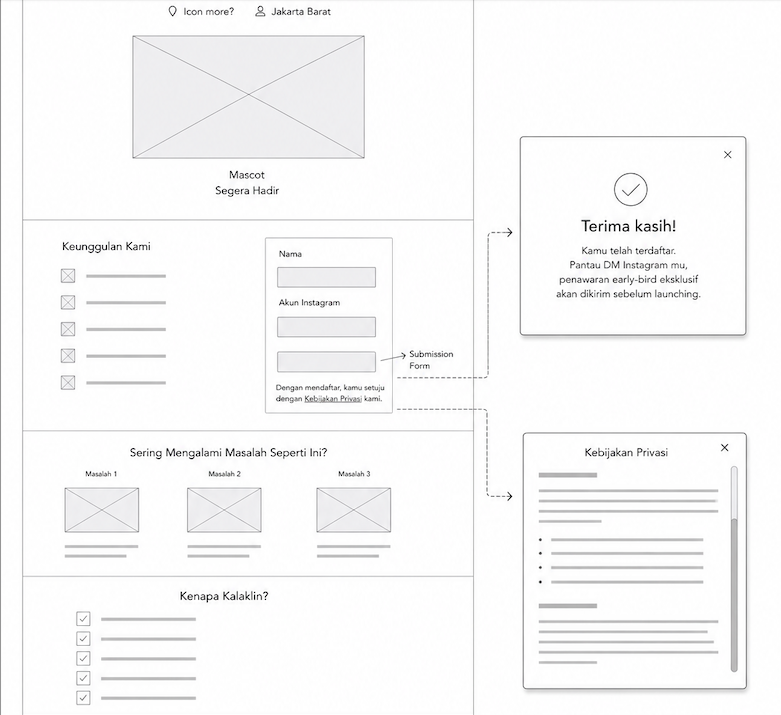 Icon more?
Jakarta Barat
Mascot
Segera Hadir
Keunggulan Kami
Nama
Akun Instagram
Submission
Form
Dengan mendaftar, kamu setuju
dengan Kebijakan Privasi kami.
Sering Mengalami Masalah Seperti Ini?
Masalah 1
Masalah 2
Masalah 3
Kenapa Kalaklin?
Terima kasih!
Kamu telah terdaftar.
Pantau DM Instagram mu,
penawaran early-bird eksklusif
akan dikirim sebelum launching.
Kebijakan Privasi